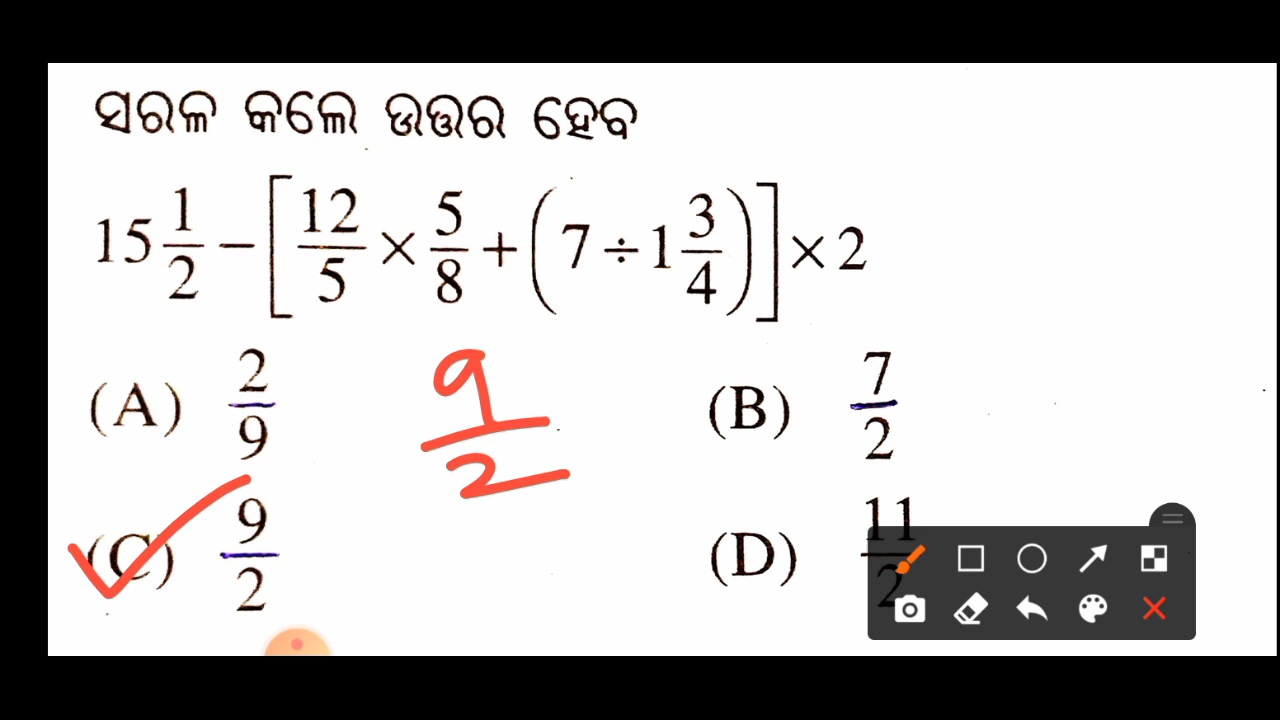 ସରଳ କଲେ ଉତ୍ତର ହେବ
15 1/2 − [12/5 × 5/8 + (7 ÷ 1 3/4)] × 2
(A) 2/9
9/2
(B) 7/2
(C) 9/2
(D) 11/2